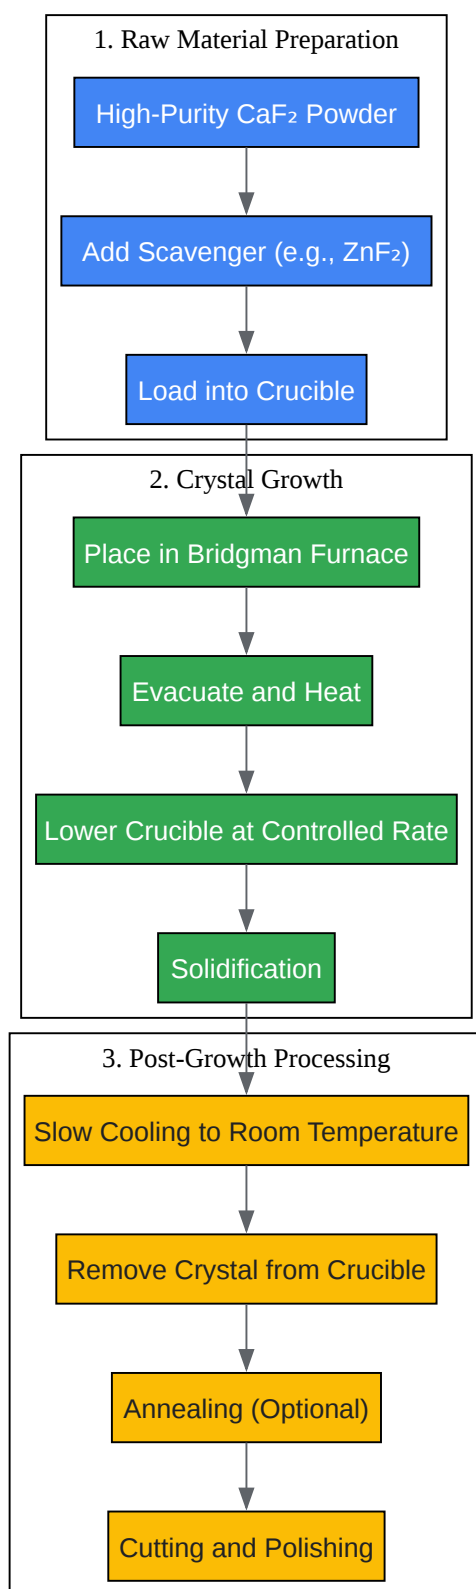 1. Raw Material Preparation
High-Purity CaF₂ Powder
Add Scavenger (e.g., ZnF₂)
Load into Crucible
2. Crystal Growth
Place in Bridgman Furnace
Evacuate and Heat
Lower Crucible at Controlled Rate
Solidification
3. Post-Growth Processing
Slow Cooling to Room Temperature
Remove Crystal from Crucible
Annealing (Optional)
Cutting and Polishing